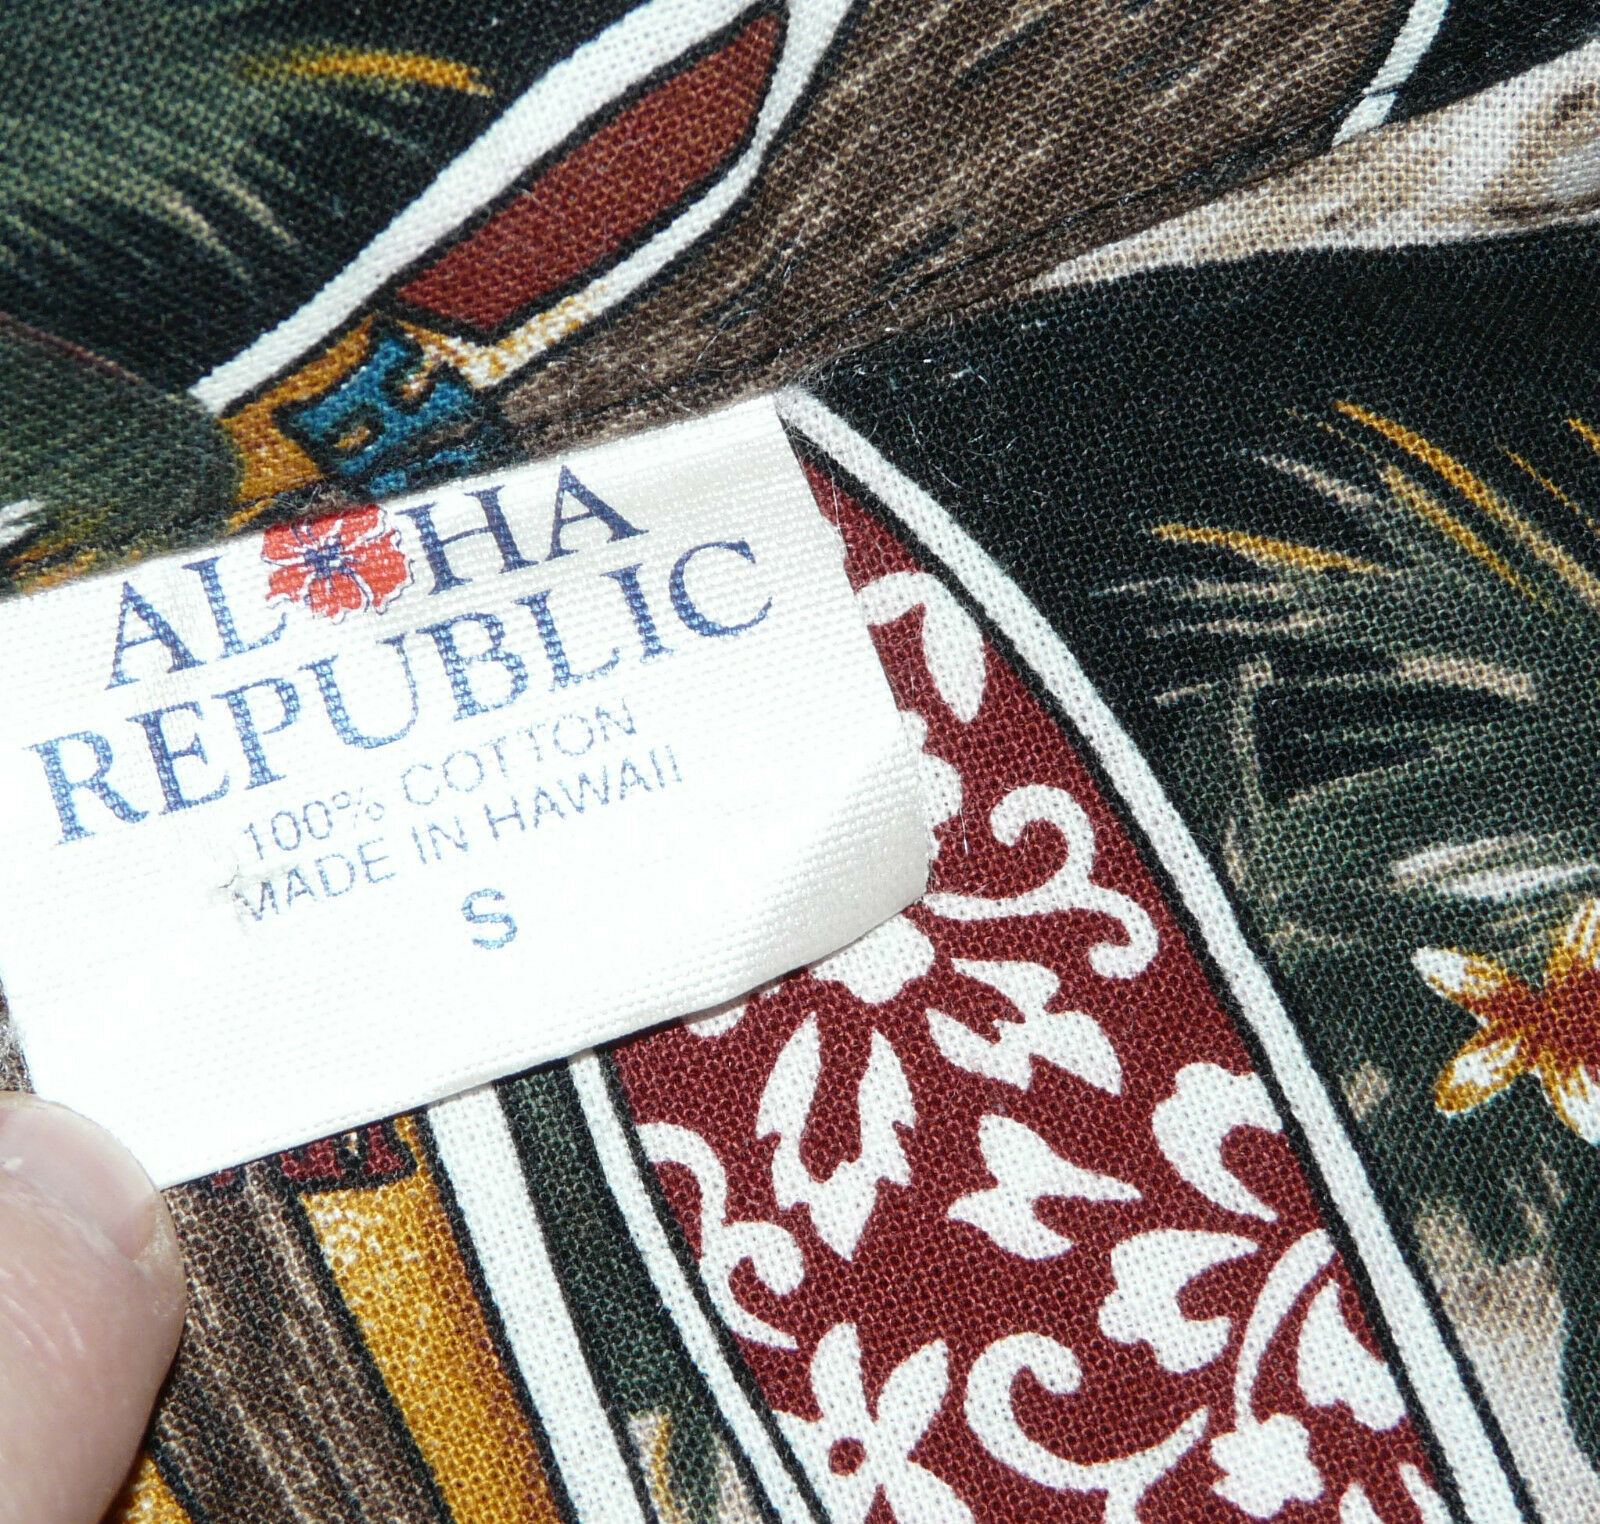 ALOHA
REPUBLIC
100% COTTON
MADE IN HAWAII
S